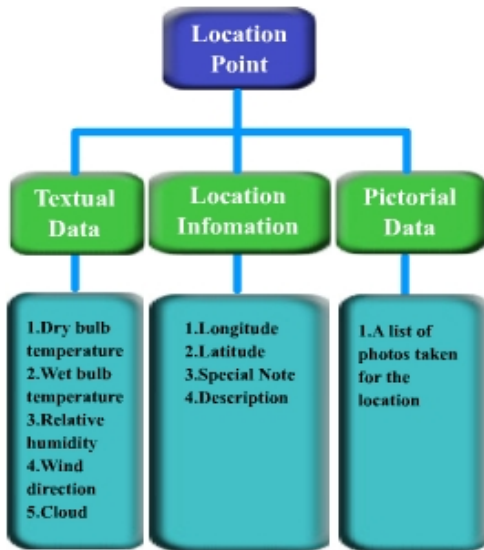 Location
Point
Textual
Data
Location
Infomation
Pictorial
Data
1.Dry bulb
temperature
2.Wet bulb
temperature
3.Relative
humidity
4.Wind
direction
5.Cloud
1.Longitude
2.Latitude
3.Special Note
4.Description
1.A list of
photos taken
for the
location